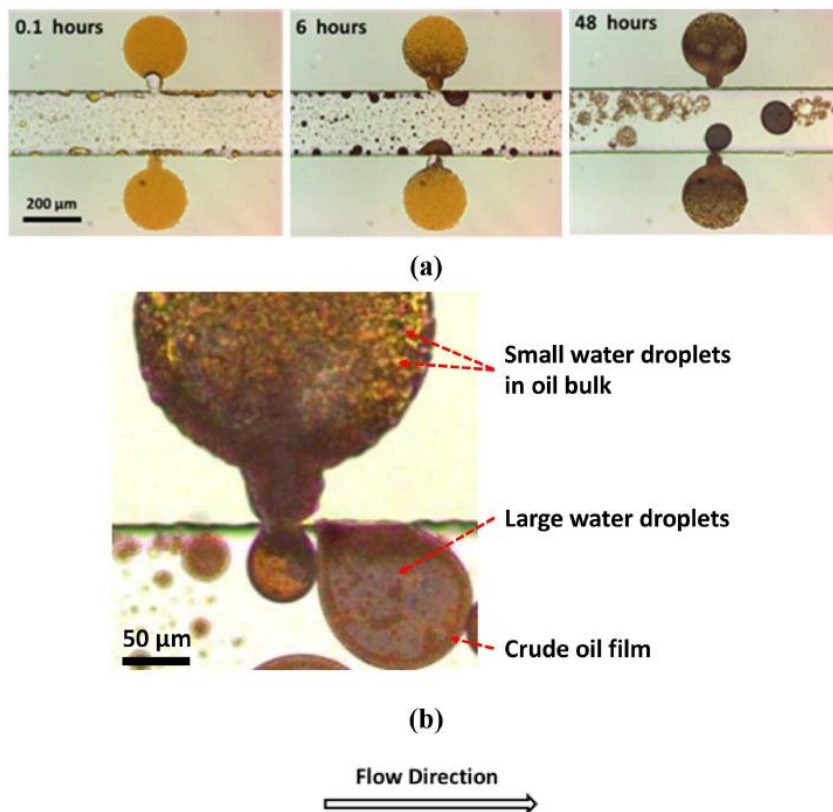 0.1 hours
6 hours
48 hours
200 µm
(a)
Small water droplets
in oil bulk
Large water droplets
Crude oil film
50 µm
(b)
Flow Direction